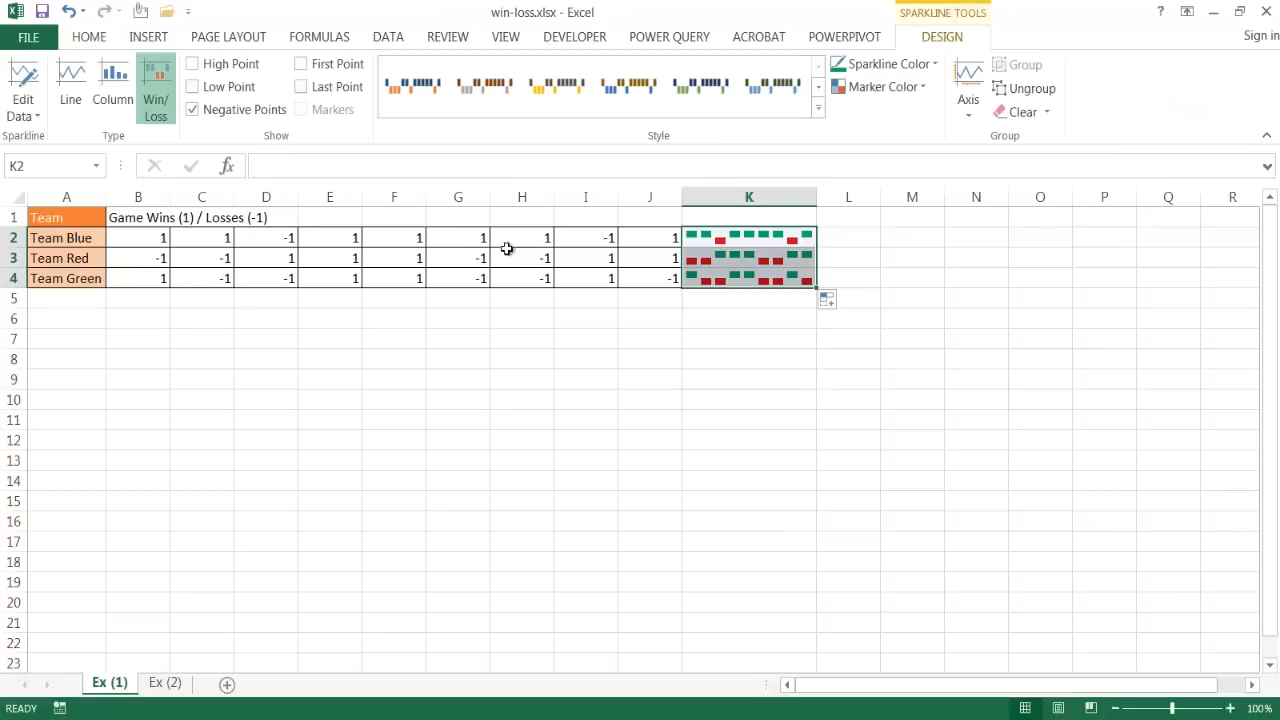 win-loss.xlsx - Excel
SPARKLINE TOOLS
?
FILE HOME INSERT PAGE LAYOUT FORMULAS DATA REVIEW VIEW DEVELOPER POWER QUERY ACROBAT POWERPIVOT DESIGN Sign in
Edit Data
Line
Column
Win/ Loss
High Point
First Point
Low Point
Last Point
Negative Points
Markers
Sparkline Color
Marker Color
Axis
Group
Ungroup
Clear
Sparkline Type Show Style Group
K2 fx
A B C D E F G H I J K L M N O P Q R
1 Team Game Wins (1) / Losses (-1)
2 Team Blue 1 1 -1 1 1 1 1 -1 1
3 Team Red -1 -1 1 1 1 -1 -1 1 1
4 Team Green 1 -1 -1 1 1 -1 -1 1 -1
5
6
7
8
9
10
11
12
13
14
15
16
17
18
19
20
21
22
23
Ex (1) Ex (2)
READY 100%